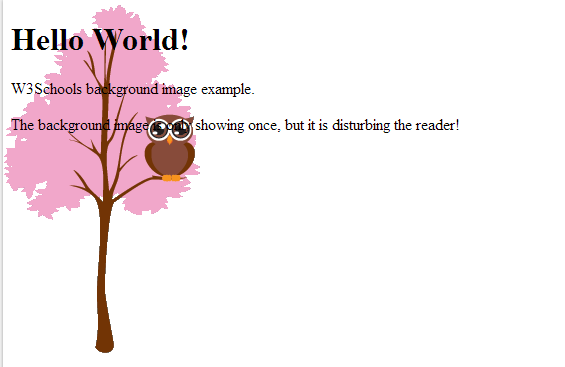 Hello World!
W3Schools background image example.
The background image is only showing once, but it is disturbing the reader!